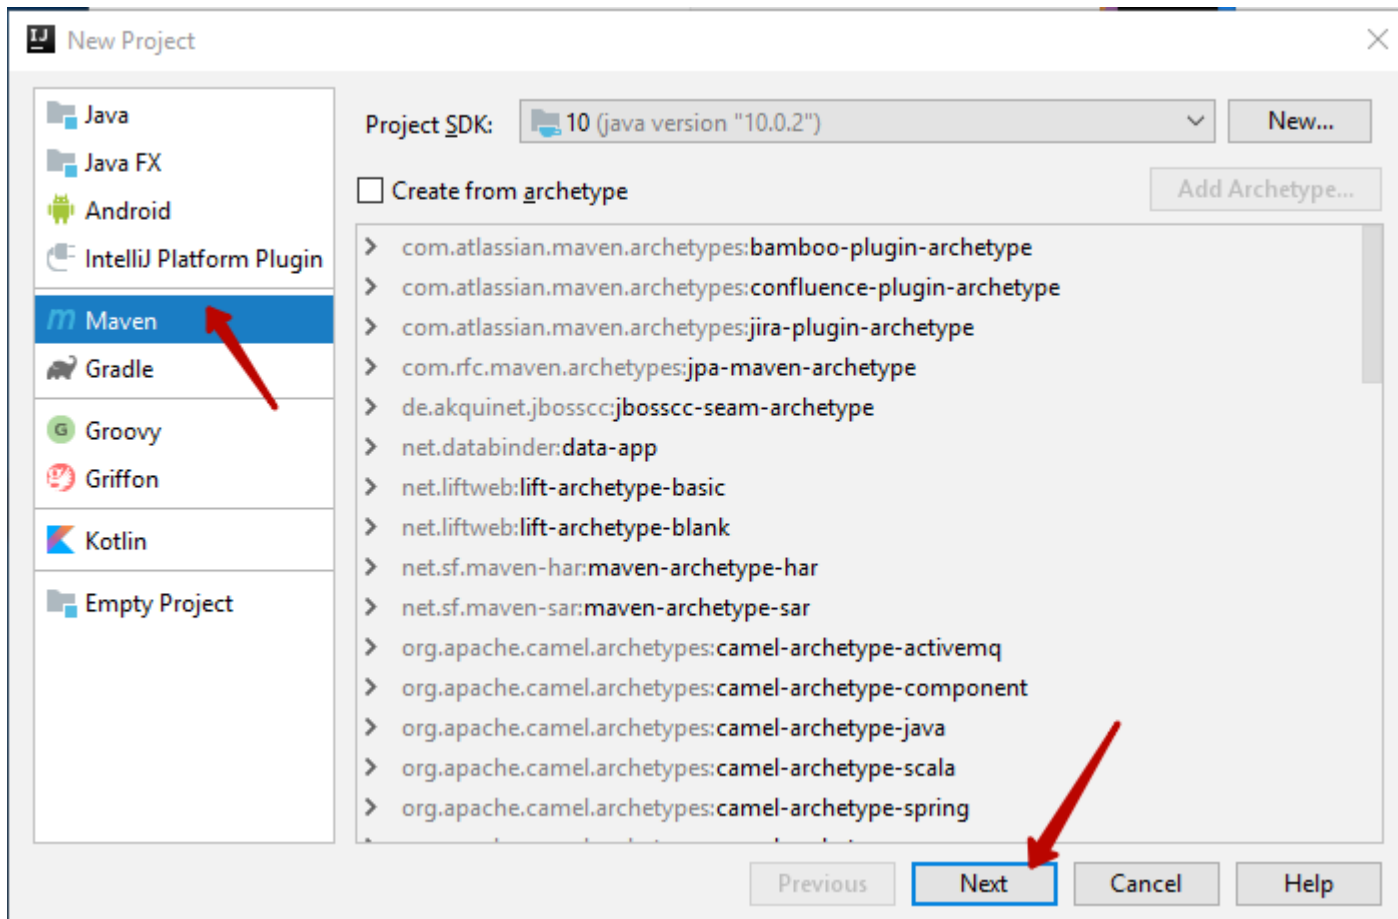 IJ New Project
Java
Java FX
Android
IntelliJ Platform Plugin
Maven
Gradle
Groovy
Griffon
Kotlin
Empty Project
Project SDK: 10 (java version "10.0.2") New...
Create from archetype Add Archetype...
com.atlassian.maven.archetypes:bamboo-plugin-archetype
com.atlassian.maven.archetypes:confluence-plugin-archetype
com.atlassian.maven.archetypes:jira-plugin-archetype
com.rfc.maven.archetypes:jpa-maven-archetype
de.akquinet.jbosscc:jbosscc-seam-archetype
net.databinder:data-app
net.liftweb:lift-archetype-basic
net.liftweb:lift-archetype-blank
net.sf.maven-har:maven-archetype-har
net.sf.maven-sar:maven-archetype-sar
org.apache.camel.archetypes:camel-archetype-activemq
org.apache.camel.archetypes:camel-archetype-component
org.apache.camel.archetypes:camel-archetype-java
org.apache.camel.archetypes:camel-archetype-scala
org.apache.camel.archetypes:camel-archetype-spring
Previous Next Cancel Help